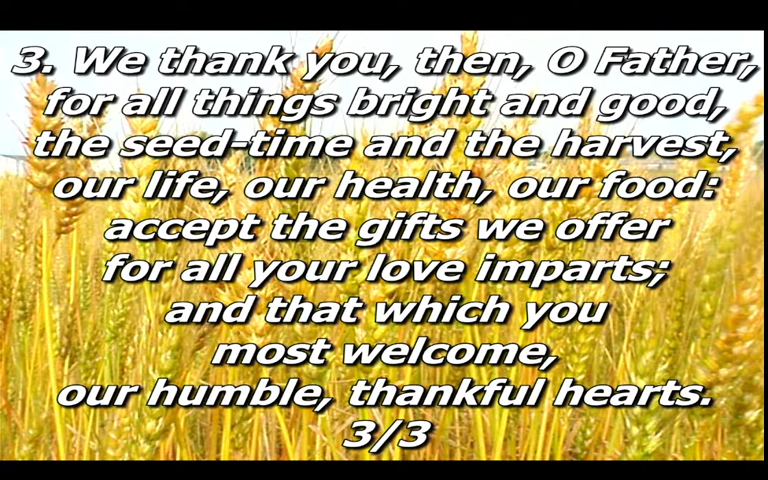 3. We thank you, then, O Father,
for all things bright and good,
the seed-time and the harvest,
our life, our health, our food:
accept the gifts we offer
for all your love imparts;
and that which you
most welcome,
our humble, thankful hearts.
3/3